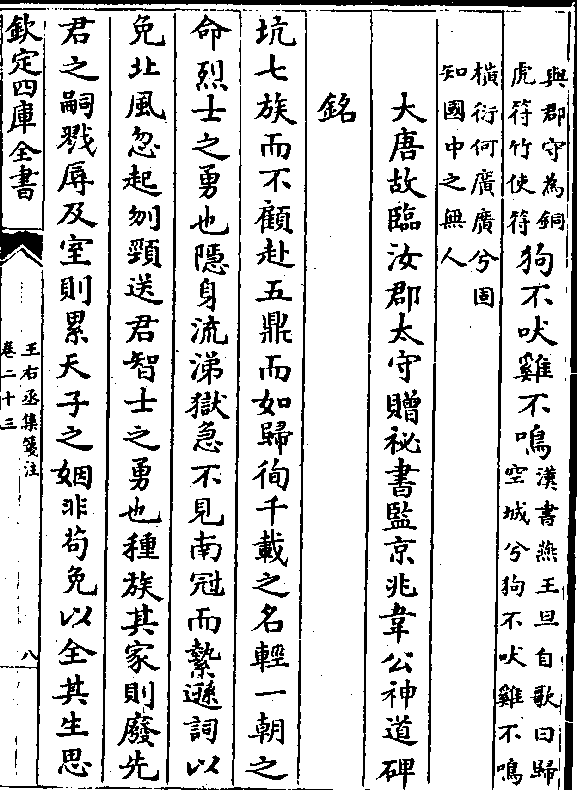 與郡守為銅
虎符竹使符
狗不吠雞不鳴
漢書燕王旦自歌曰歸
空城兮狗不吠雞不鳴
橫術何廣廣兮固
知國中之無人
大唐故臨汝郡太守贈祕書監京兆韋公神道碑
銘
坑七族而不顧赴五鼎而如歸徇千載之名輕一朝之
命烈士之勇也隱身流涕獄急不見南冠而縶遜詞以
免北風忽起刎頸送君智士之勇也種族其家則廢先
君之嗣戮辱及室則累天子之姻非苟免以全其生思
欽定四庫全書
王右丞集箋注
卷二十三
八